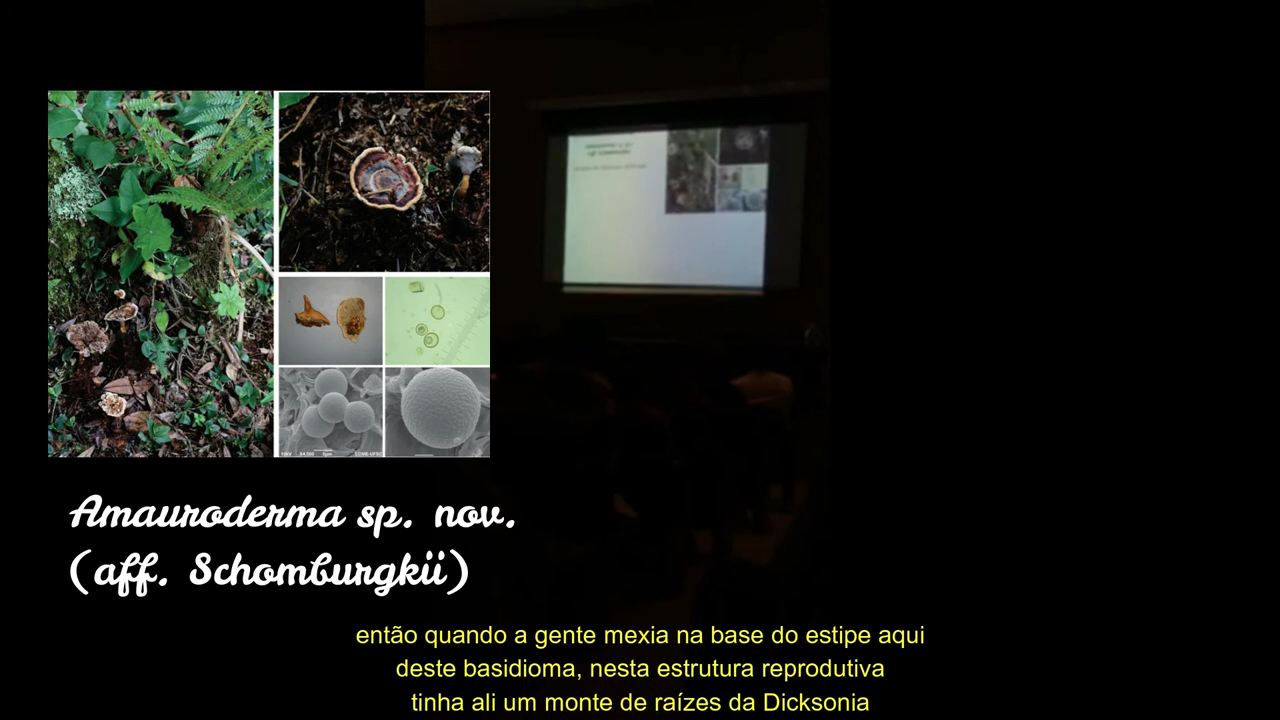 Amauroderma sp. nov.
(aff. Schomburgkii)
então quando a gente mexia na base do estipe aqui
deste basidioma, nesta estrutura reprodutiva
tinha ali um monte de raízes da Dicksonia